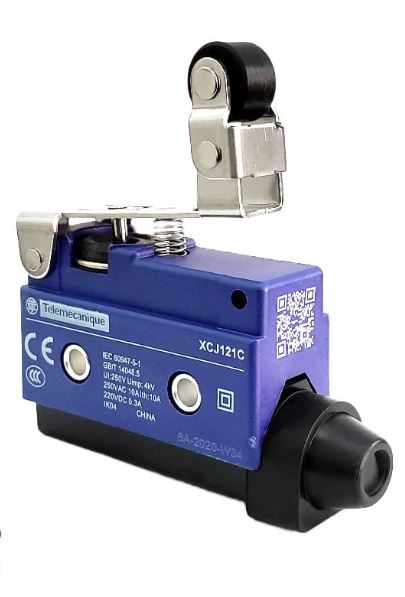 Telemecanique
XCJ121C
CE
CCC
IEC 60947-5-1
GB/T 14048.5
Ui:250V Uimp: 4kV
250VAC 10A Ith:10A
220VDC 0.3A
IK04
CHINA
8A-2020-W34